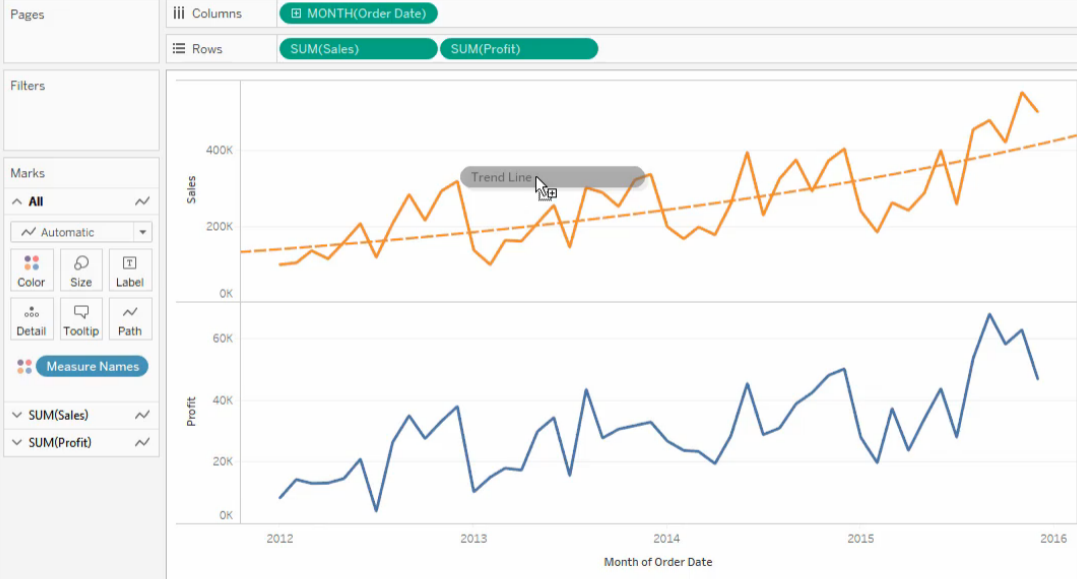 Pages
Columns
MONTH(Order Date)
Rows
SUM(Sales)
SUM(Profit)
Filters
Marks
All
Automatic
Color
Size
Label
Detail
Tooltip
Path
Measure Names
SUM(Sales)
SUM(Profit)
Sales
400K
200K
0K
Trend Line
Profit
60K
40K
20K
0K
2012
2013
2014
2015
2016
Month of Order Date